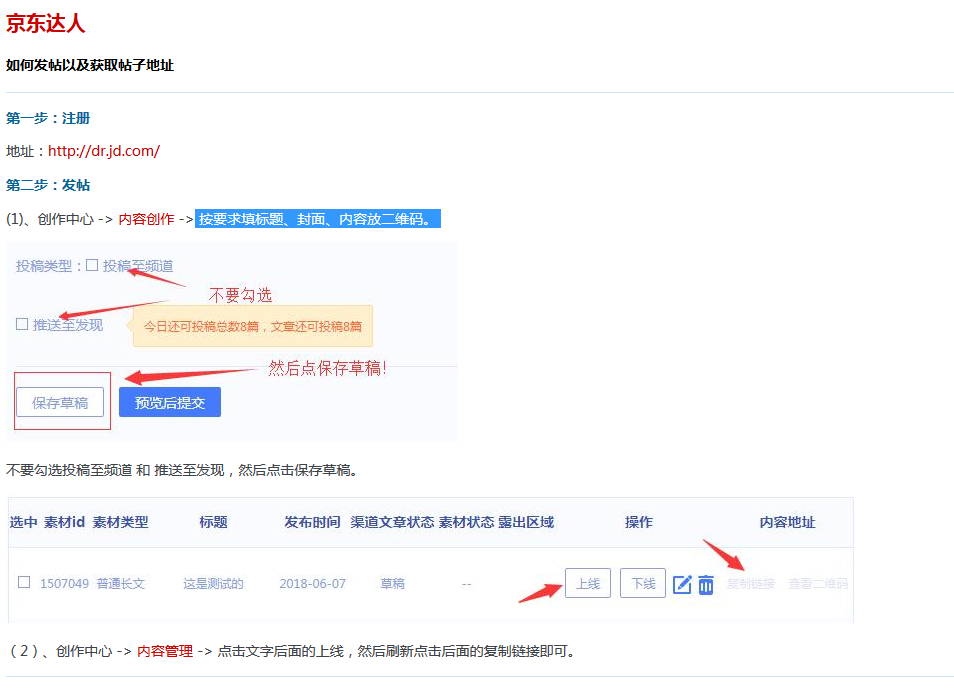 京东达人
如何发帖以及获取帖子地址
第一步：注册
地址：http://dr.jd.com/
第二步：发帖
(1)、创作中心 -> 内容创作 -> 按要求填标题、封面、内容放二维码。
投稿类型：投稿至频道
不要勾选
推送至发现 今日还可投稿总数8篇，文章还可投稿8篇
然后点保存草稿！
保存草稿 预览后提交
不要勾选投稿至频道 和 推送至发现，然后点击保存草稿。
选中 素材id 素材类型 标题 发布时间 渠道文章状态 素材状态 露出区域 操作 内容地址
1507049 普通长文 这是测试的 2018-06-07 草稿 -- 上线 下线 复制链接 查看二维码
（2）、创作中心 -> 内容管理 -> 点击文字后面的上线，然后刷新点击后面的复制链接即可。